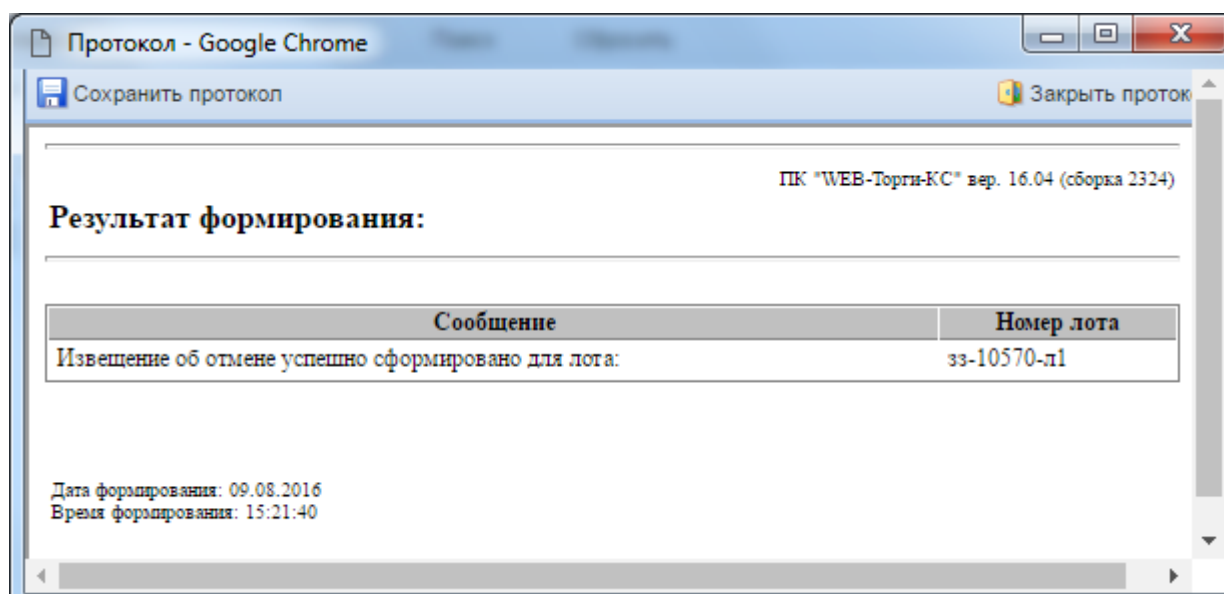 Протокол - Google Chrome
Сохранить протокол
Закрыть проток
ПК "WEB-Торги-КС" вер. 16.04 (сборка 2324)
Результат формирования:
Сообщение Номер лота
Извещение об отмене успешно сформировано для лота: зз-10570-л1
Дата формирования: 09.08.2016
Время формирования: 15:21:40